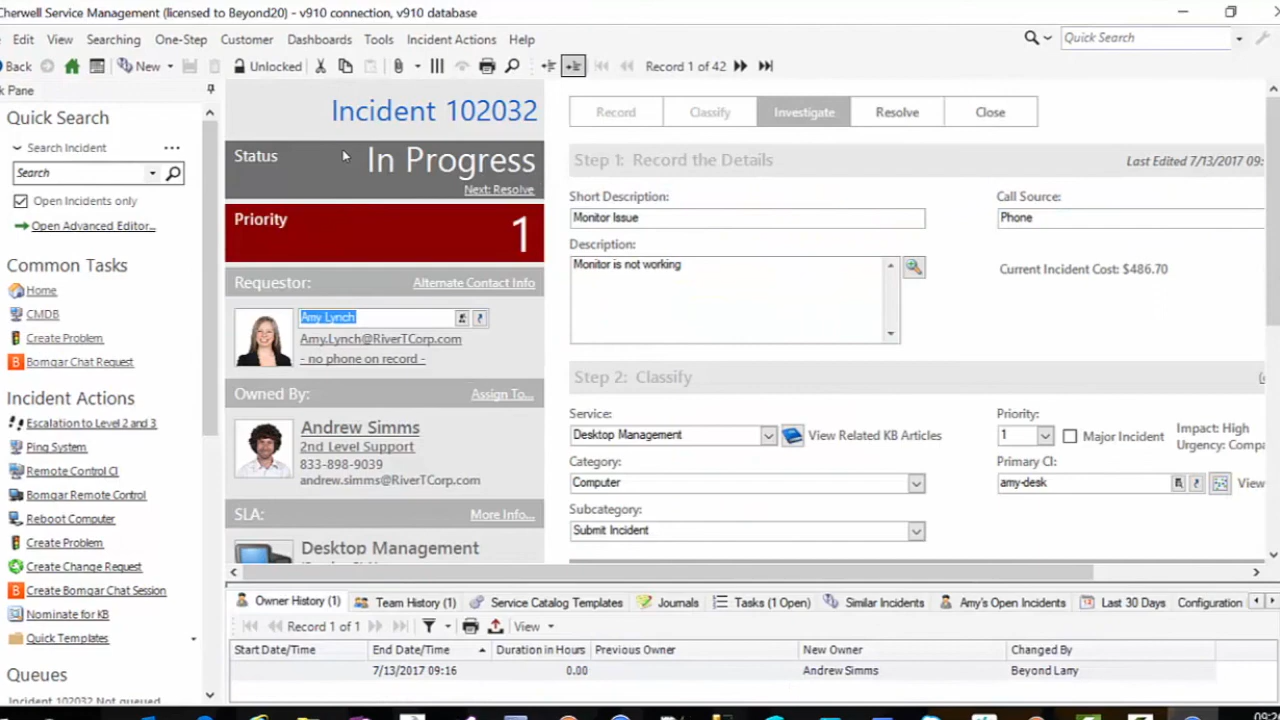 Cherwell Service Management (licensed to Beyond20) - v910 connection, v910 database
Edit View Searching One-Step Customer Dashboards Tools Incident Actions Help
Quick Search
Back New Unlocked Record 1 of 42
Pane
Quick Search
Search Incident
Search
Open Incidents only
Open Advanced Editor...
Common Tasks
Home
CMDB
Create Problem
Bomgar Chat Request
Incident Actions
Escalation to Level 2 and 3
Ping System
Remote Control CI
Bomgar Remote Control
Reboot Computer
Create Problem
Create Change Request
Create Bomgar Chat Session
Nominate for KB
Quick Templates
Queues
Incident 102032 Not queued
Incident 102032
Status
In Progress
Next: Resolve
Priority
1
Requestor: Alternate Contact Info
Amy Lynch
Amy.Lynch@RiverTCorp.com
- no phone on record -
Owned By: Assign To...
Andrew Simms
2nd Level Support
833-898-9039
andrew.simms@RiverTCorp.com
SLA: More Info...
Desktop Management
Record Classify Investigate Resolve Close
Step 1: Record the Details Last Edited 7/13/2017 09:
Short Description: Call Source:
Monitor Issue Phone
Description:
Monitor is not working
Current Incident Cost: $486.70
Step 2: Classify
Service: Priority:
Desktop Management View Related KB Articles 1 Major Incident Impact: High
Urgency: Compa
Category: Primary CI:
Computer amy-desk View
Subcategory:
Submit Incident
Owner History (1) Team History (1) Service Catalog Templates Journals Tasks (1 Open) Similar Incidents Amy's Open Incidents Last 30 Days Configuration
Record 1 of 1 View
Start Date/Time End Date/Time Duration in Hours Previous Owner New Owner Changed By
7/13/2017 09:16 0.00 Andrew Simms Beyond Larry